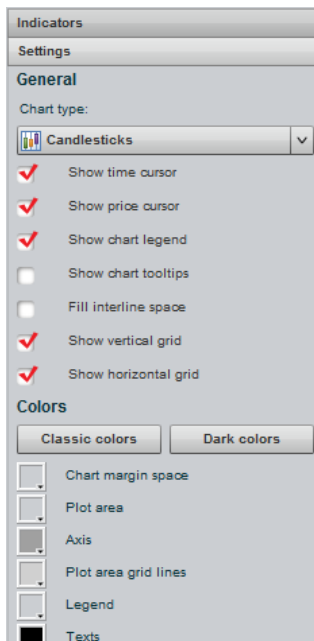 Indicators
Settings
General
Chart type:
Candlesticks
Show time cursor
Show price cursor
Show chart legend
Show chart tooltips
Fill interline space
Show vertical grid
Show horizontal grid
Colors
Classic colors Dark colors
Chart margin space
Plot area
Axis
Plot area grid lines
Legend
Texts